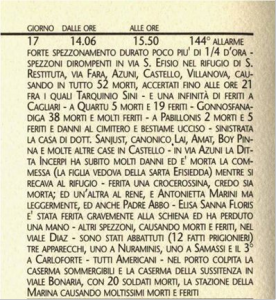 GIORNO DALLE ORE ALLE ORE
17 14.06 15.50 144° ALLARME
FORTE SPEZZONAMENTO DURATO POCO PIU' DI 1/4 D'ORA -
SPEZZONI DIROMPENTI IN VIA S. EFISIO NEL RIFUGIO DI S.
RESTITUTA, VIA FARA, AZUNI, CASTELLO, VILLANOVA, CAU-
SANDO IN TUTTO 52 MORTI, ACCERTATI FINO ALLE ORE 21
FRA I QUALI TARQUINIO SINI - E UNA INFINITÀ DI FERITI A
CAGLIARI - A QUARTU 5 MORTI E 19 FERITI - GONNOSFANA-
DIGA 38 MORTI E MOLTI FERITI - A PABILLONIS 2 MORTI E 5
FERITI E DANNI AL CIMITERO E BESTIAME UCCISO - SINISTRATA
LA CASA DI DOTT. SANJUST, CANONICO LAI, AMAT, BOY PIN-
NA E MOLTE ALTRE CASE IN CASTELLO - IN VIA AZUNI LA DIT-
TA INCERPI HA SUBITO MOLTI DANNI ED E' MORTA LA COM-
MESSA (LA FIGLIA VEDOVA DELLA SARTA EFISIEDDA) MENTRE SI
RECAVA AL RIFUGIO - FERITA UNA CROCEROSSINA, CREDO SIA
MORTA; ED UN'ALTRA AL RENE, E ANTONIETTA MARINI MA
LEGGERMENTE, ED ANCHE PADRE ABBO - ELISA SANNA FLORIS
E' STATA FERITA GRAVEMENTE ALLA SCHIENA ED HA PERDUTO
UNA MANO - ALTRI SPEZZONI, CAUSANDO MORTI E FERITI, NEL
VIALE DIAZ - SONO STATI ABBATTUTI (12 FATTI PRIGIONIERI)
TRE APPARECCHI, UNO A NURAMINIS, UNO A SAMASSI E IL 3°
A CARLOFORTE - TUTTI AMERICANI - NEL PORTO COLPITA LA
CASERMA SOMMERGIBILI E LA CASERMA DELLA SUSSITENZA IN
VIALE BONARIA, CON 20 SOLDATI MORTI, LA STAZIONE DELLA
MARINA CAUSANDO MOLTISSIMI MORTI E FERITI